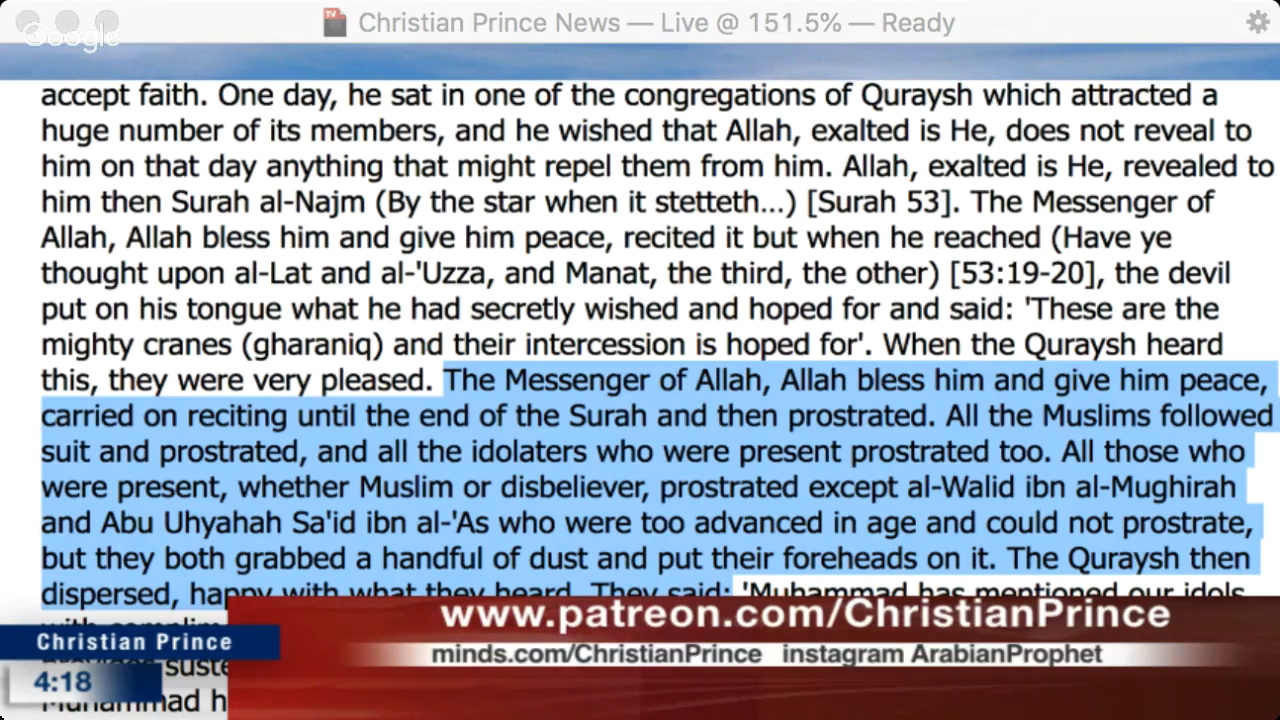 Christian Prince News — Live @ 151.5% — Ready
Google
accept faith. One day, he sat in one of the congregations of Quraysh which attracted a
huge number of its members, and he wished that Allah, exalted is He, does not reveal to
him on that day anything that might repel them from him. Allah, exalted is He, revealed to
him then Surah al-Najm (By the star when it stetteth...) [Surah 53]. The Messenger of
Allah, Allah bless him and give him peace, recited it but when he reached (Have ye
thought upon al-Lat and al-'Uzza, and Manat, the third, the other) [53:19-20], the devil
put on his tongue what he had secretly wished and hoped for and said: 'These are the
mighty cranes (gharaniq) and their intercession is hoped for'. When the Quraysh heard
this, they were very pleased. The Messenger of Allah, Allah bless him and give him peace,
carried on reciting until the end of the Surah and then prostrated. All the Muslims followed
suit and prostrated, and all the idolaters who were present prostrated too. All those who
were present, whether Muslim or disbeliever, prostrated except al-Walid ibn al-Mughirah
and Abu Uhyahah Sa'id ibn al-'As who were too advanced in age and could not prostrate,
but they both grabbed a handful of dust and put their foreheads on it. The Quraysh then
dispersed, happy with what they heard. They said: 'Muhammad has mentioned our idols
www.patreon.com/ChristianPrince
Christian Prince
minds.com/ChristianPrince instagram ArabianProphet
4:18
Muhammad h